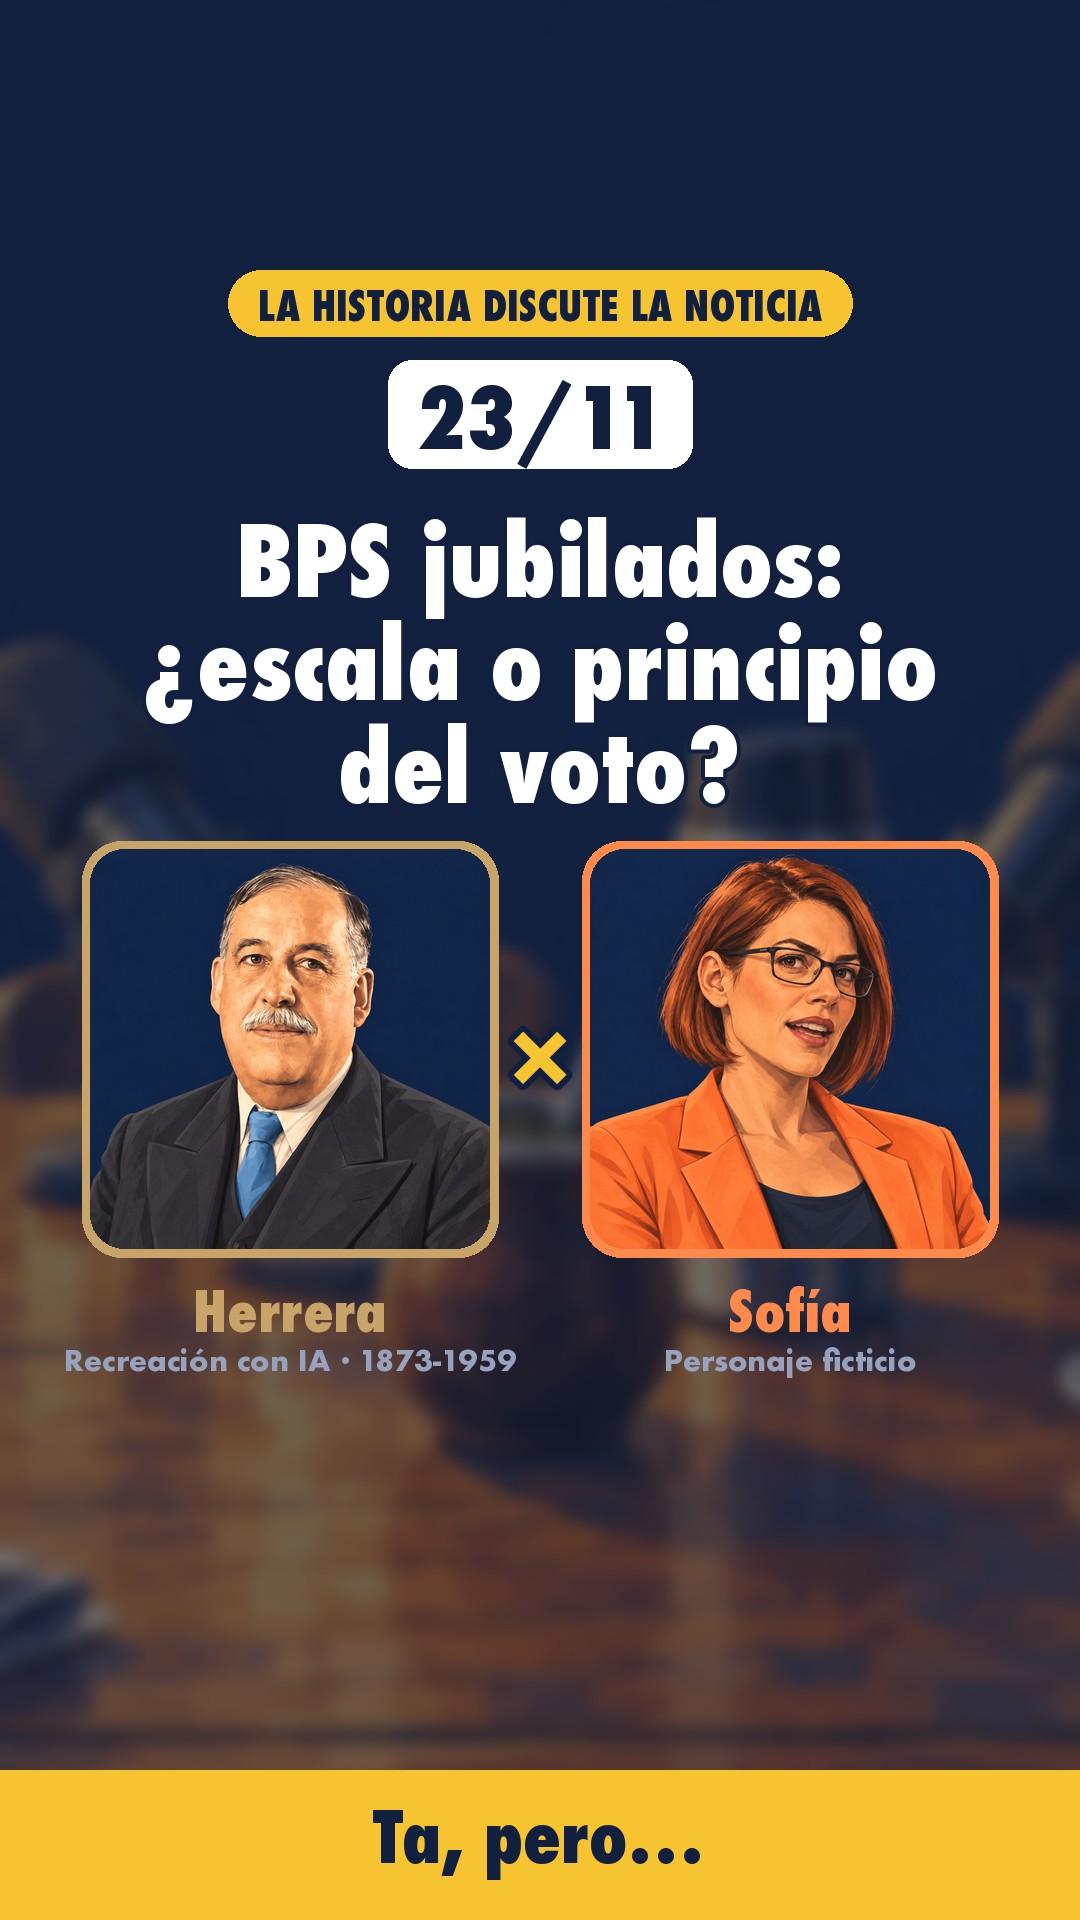 LA HISTORIA DISCUTE LA NOTICIA
23/11
BPS jubilados:
¿escala o principio
del voto?
Herrera
Recreación con IA • 1873-1959
Sofía
Personaje ficticio
Ta, pero...